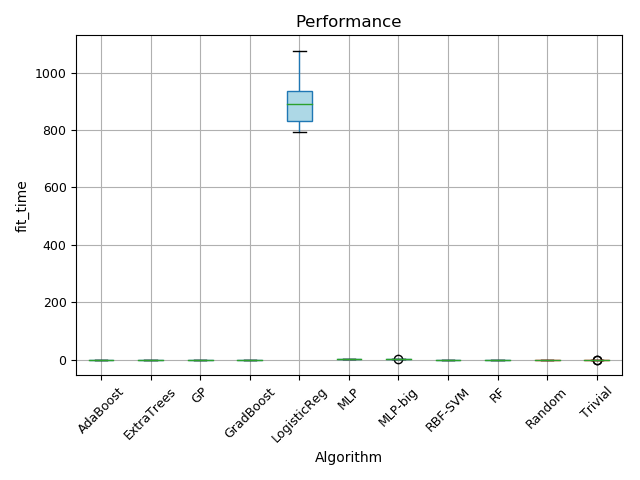 Performance
fit_time
1000
800
600
400
200
0
AdaBoost
ExtraTrees
GP
GradBoost
LogisticReg
MLP
MLP-big
RBF-SVM
RF
Random
Trivial
Algorithm